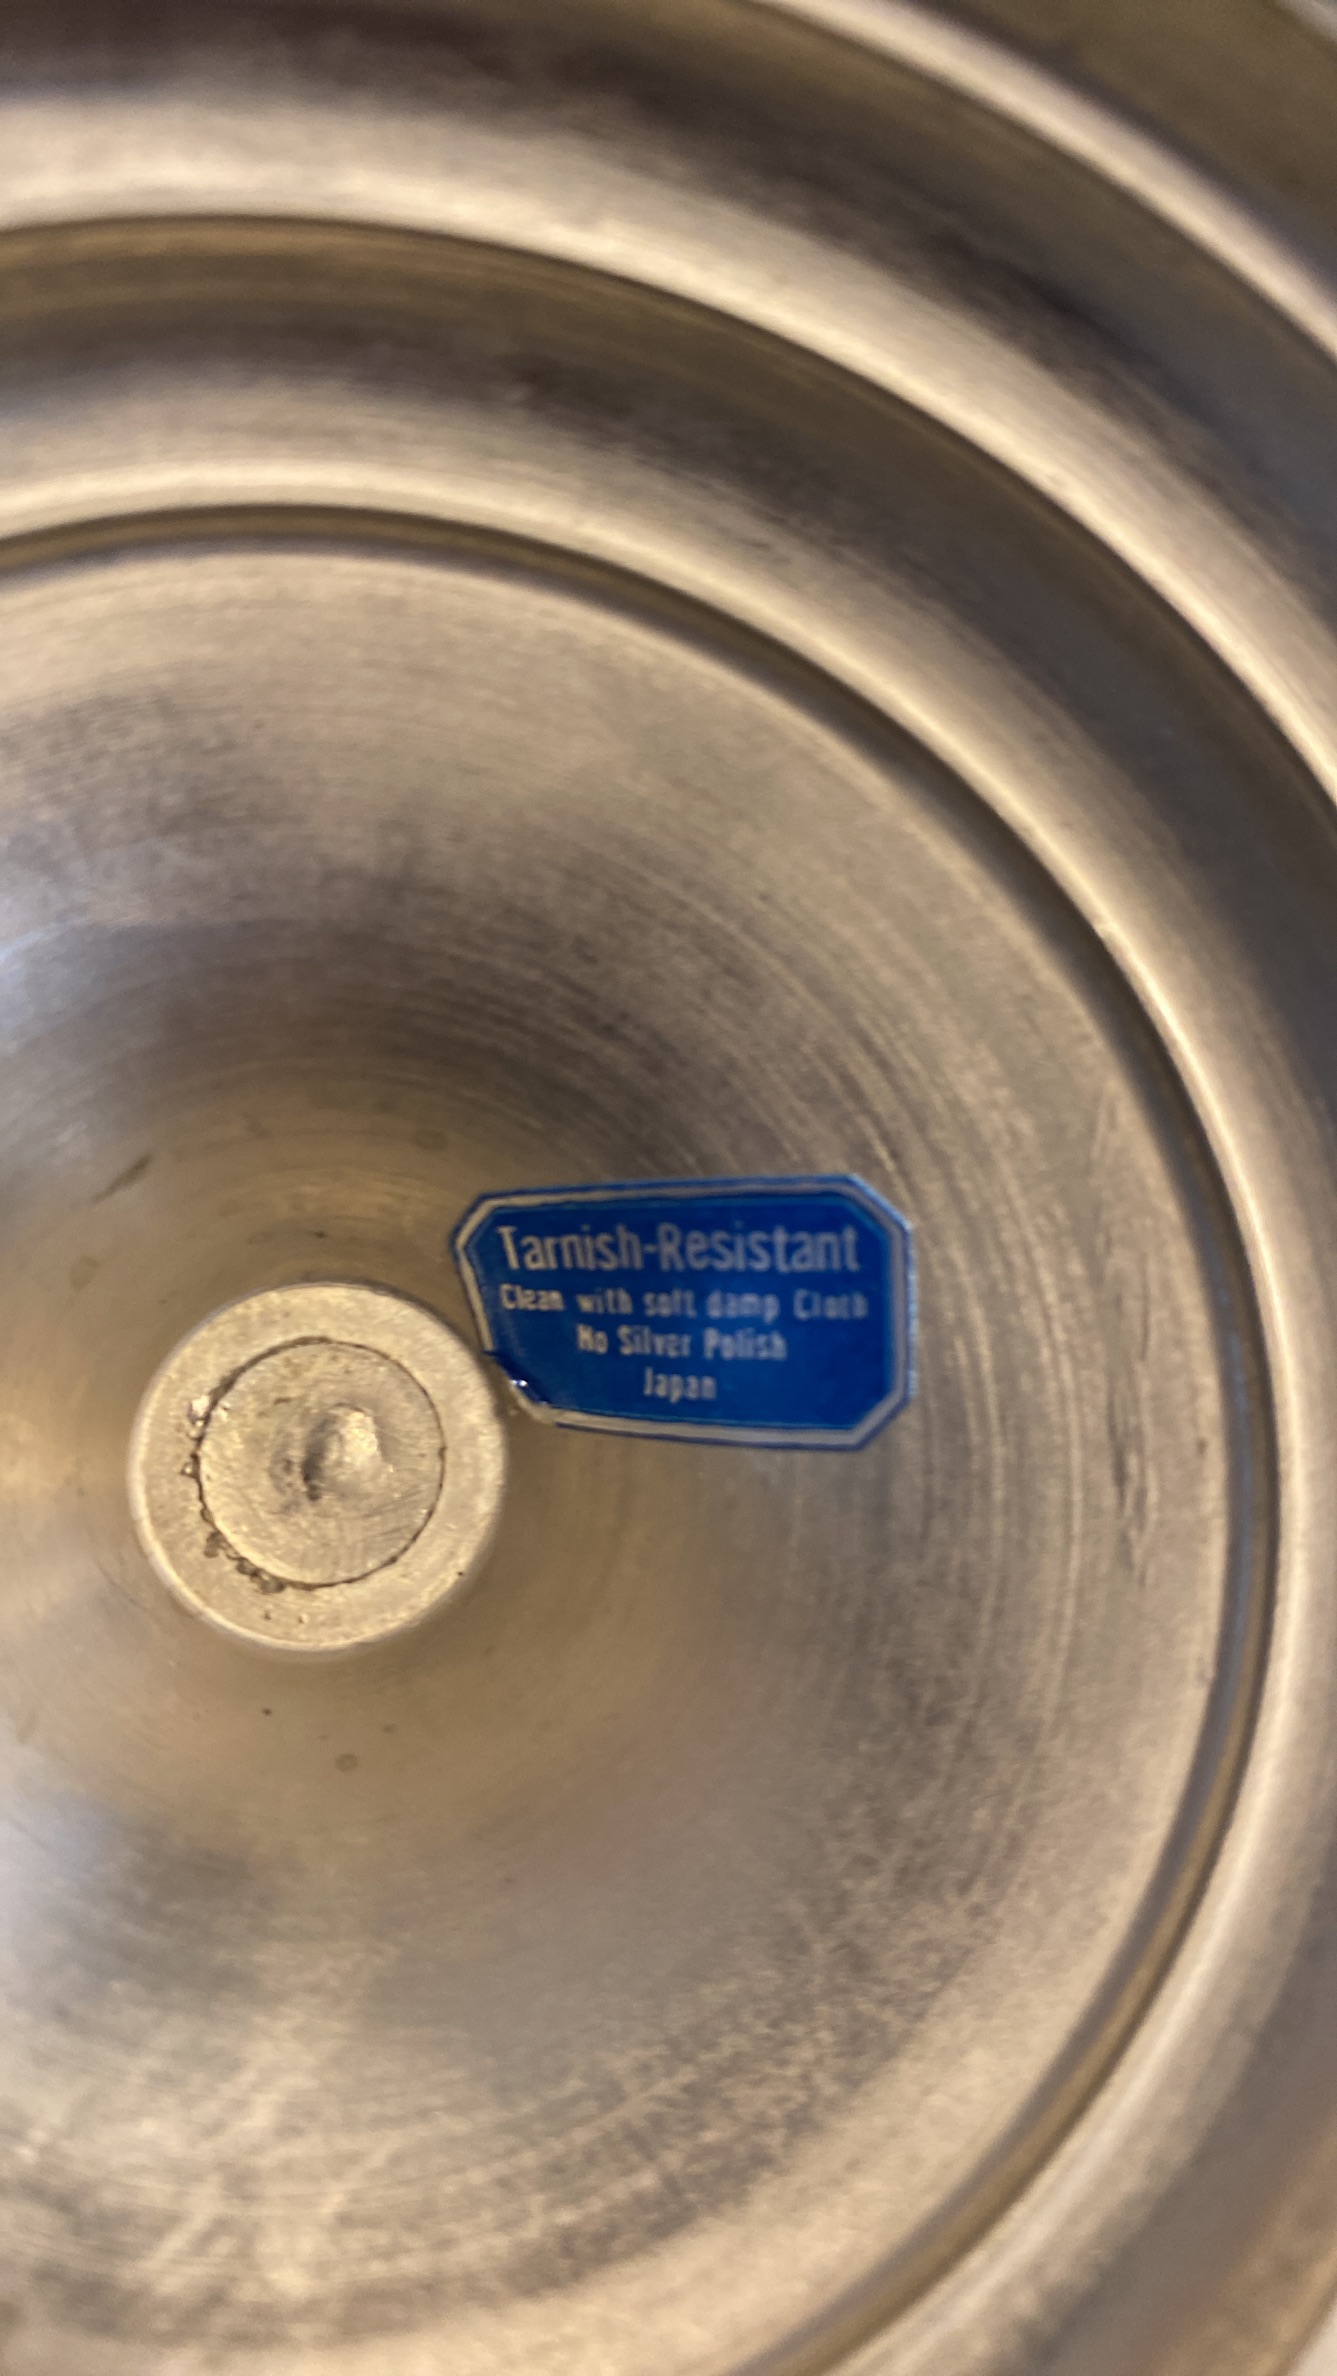 Tarnish-Resistant
Clean with soft damp Cloth
No Silver Polish
Japan